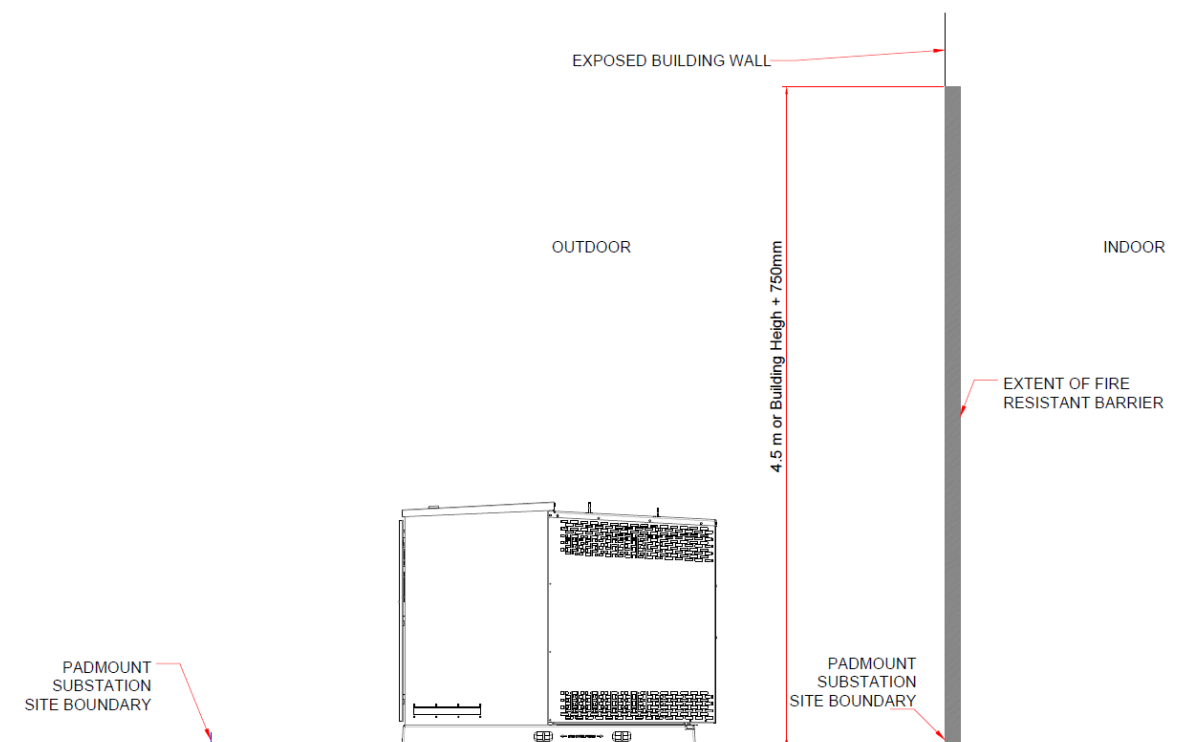 EXPOSED BUILDING WALL
OUTDOOR
INDOOR
4.5 m or Building Heigh + 750mm
EXTENT OF FIRE
RESISTANT BARRIER
PADMOUNT
SUBSTATION
SITE BOUNDARY
PADMOUNT
SUBSTATION
SITE BOUNDARY